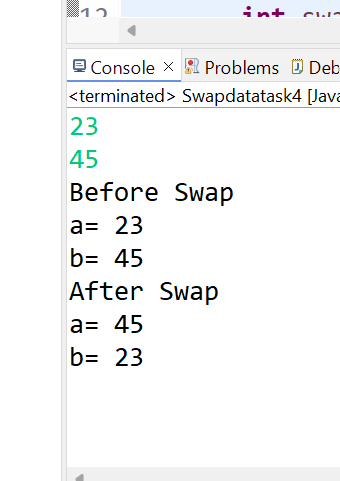 12 int swa
Console Problems Deb
<terminated> Swapdatatask4 [Java
23
45
Before Swap
a= 23
b= 45
After Swap
a= 45
b= 23